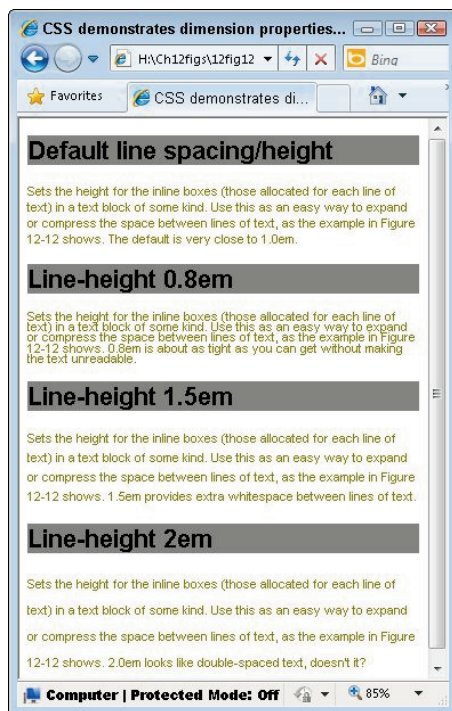 CSS demonstrates dimension properties...
H:\Ch12figs\12fig12
Bing
Favorites
CSS demonstrates di...
Default line spacing/height
Sets the height for the inline boxes (those allocated for each line of
text) in a text block of some kind. Use this as an easy way to expand
or compress the space between lines of text, as the example in Figure
12-12 shows. The default is very close to 1.0em.
Line-height 0.8em
Sets the height for the inline boxes (those allocated for each line of
text) in a text block of some kind. Use this as an easy way to expand
or compress the space between lines of text, as the example in Figure
12-12 shows. 0.8em is about as tight as you can get without making
the text unreadable.
Line-height 1.5em
Sets the height for the inline boxes (those allocated for each line of
text) in a text block of some kind. Use this as an easy way to expand
or compress the space between lines of text, as the example in Figure
12-12 shows. 1.5em provides extra whitespace between lines of text.
Line-height 2em
Sets the height for the inline boxes (those allocated for each line of
text) in a text block of some kind. Use this as an easy way to expand
or compress the space between lines of text, as the example in Figure
12-12 shows. 2.0em looks like double-spaced text, doesn't it?
Computer | Protected Mode: Off
85%